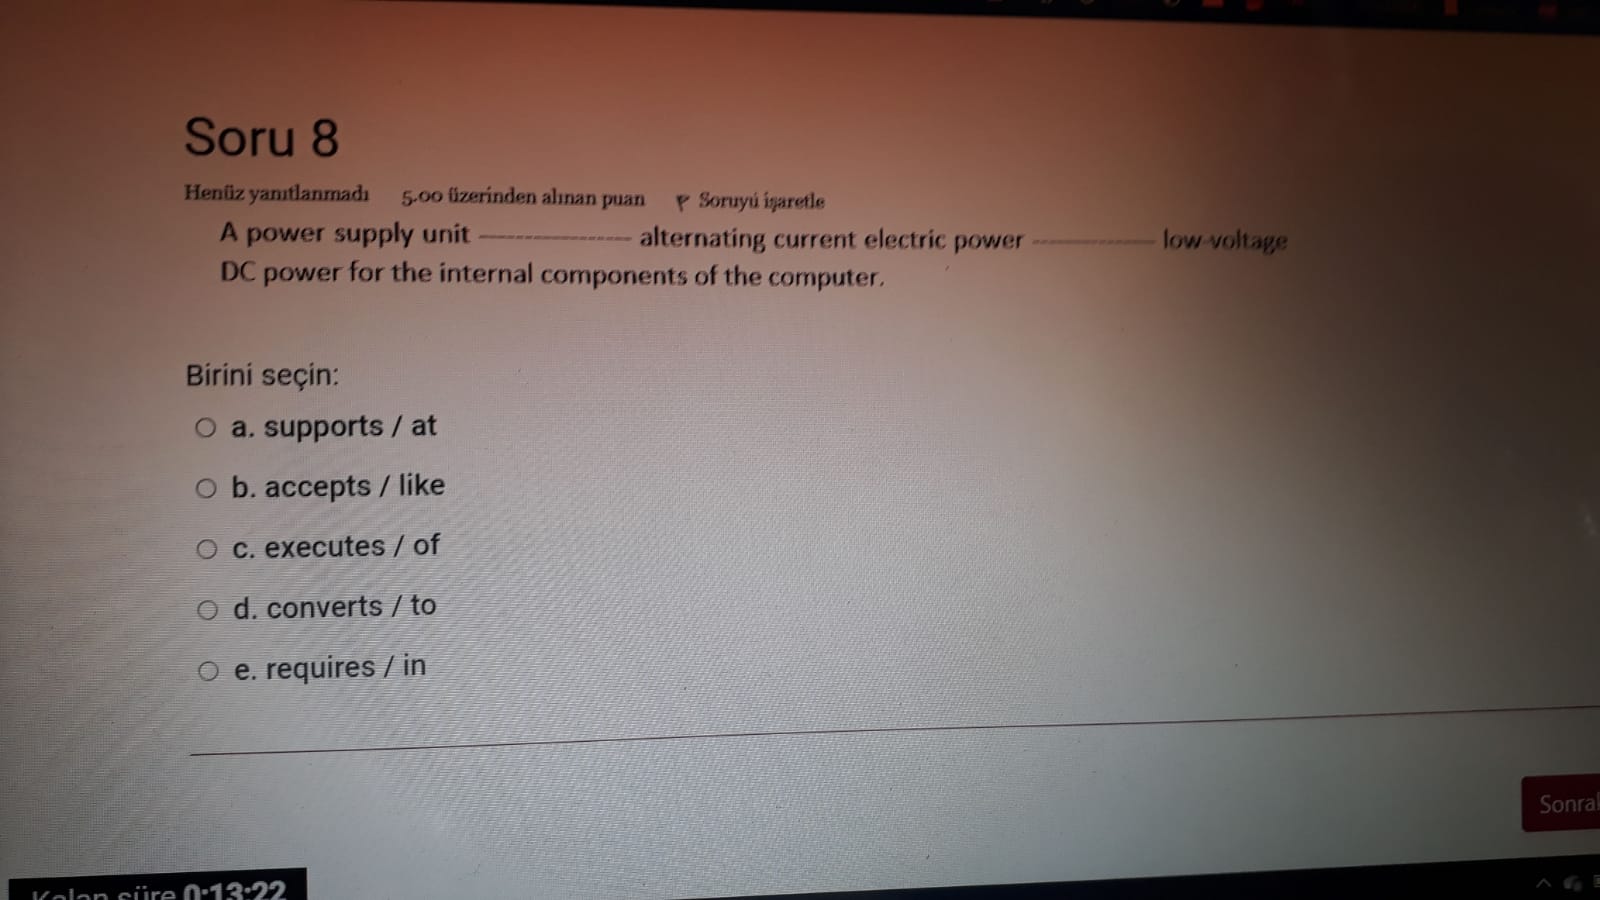 Soru 8
Henüz yanıtlanmadı 5.00 üzerinden alınan puan Soruyu işaretle
A power supply unit ---------------- alternating current electric power ------------- low-voltage
DC power for the internal components of the computer.
Birini seçin:
a. supports / at
b. accepts / like
c. executes / of
d. converts / to
e. requires / in
Sonra
Kalan süre 0:13:22